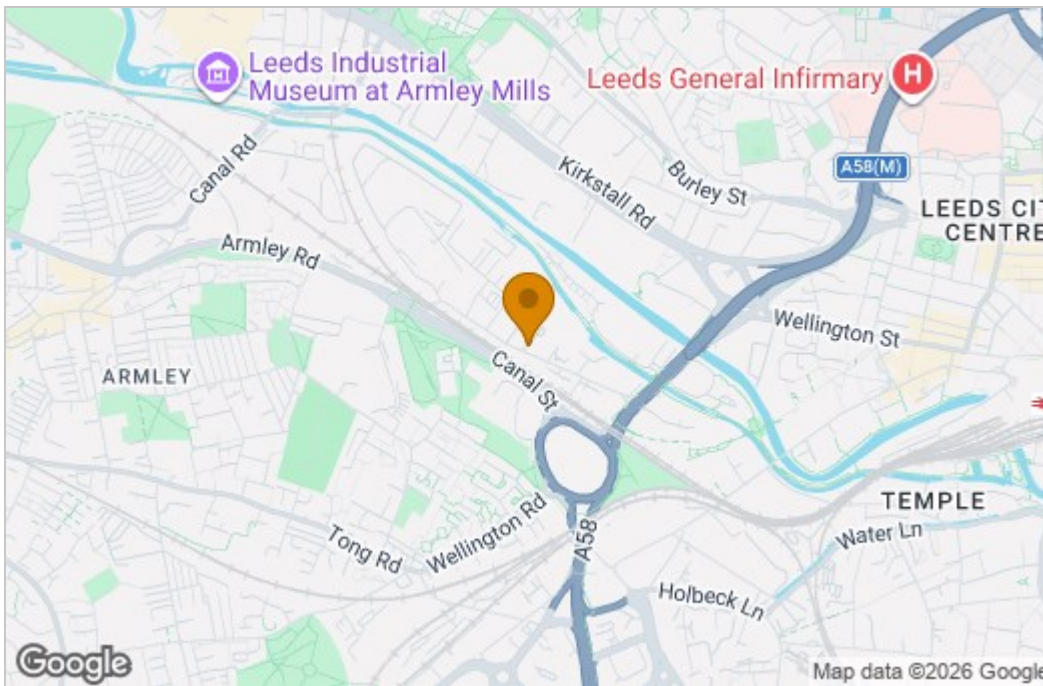 Leeds Industrial
Museum at Armley Mills
Leeds General Infirmary
H
Canal Rd
Kirkstall Rd
Burley St
A58(M)
LEEDS CIT
CENTRE
Armley Rd
Wellington St
ARMLEY
Canal St
TEMPLE
Wellington Rd
Tong Rd
A58
Water Ln
Holbeck Ln
Google
Map data ©2026 Google